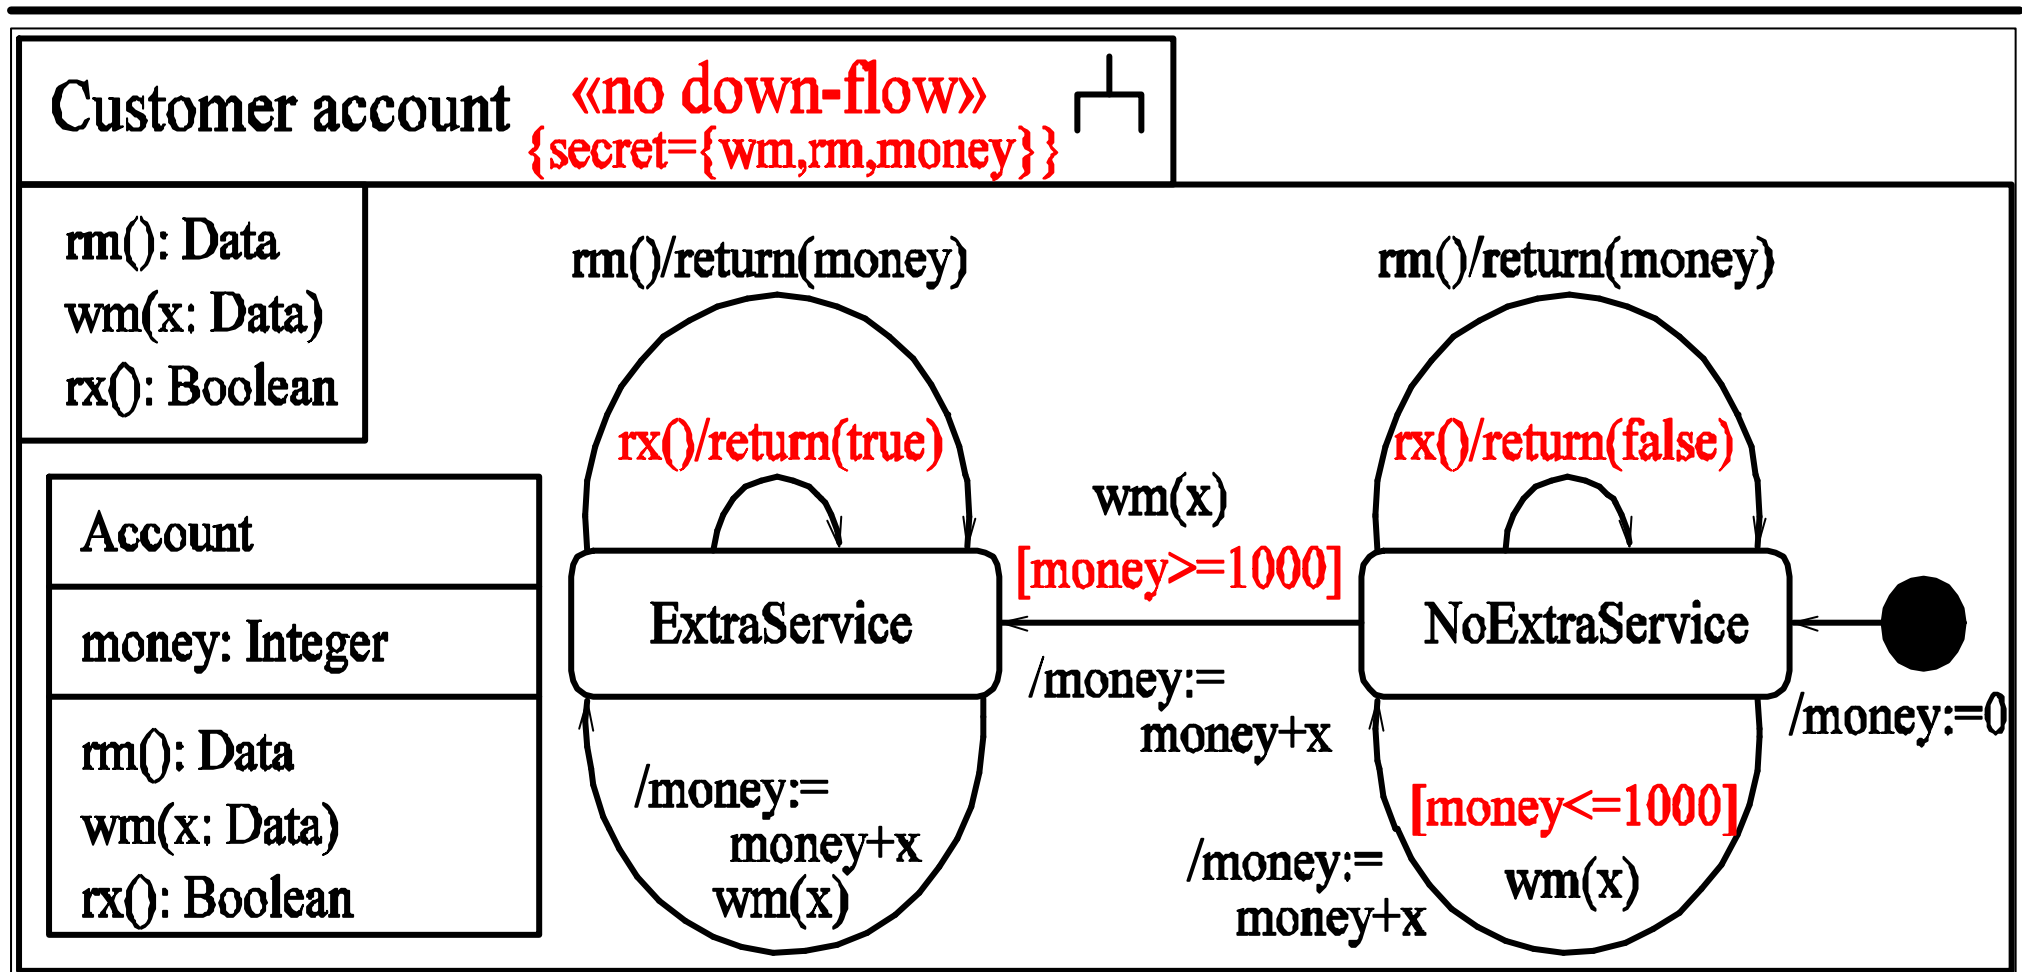 Customer account «no down-flow»
{secret={wm,rm,money}}
rm(): Data
wm(x: Data)
rx(): Boolean
Account
money: Integer
rm(): Data
wm(x: Data)
rx(): Boolean
rm()/return(money)
rx()/return(true)
ExtraService
/money:=
money+x
wm(x)
wm(x)
[money>=1000]
/money:=
money+x
rm()/return(money)
rx()/return(false)
NoExtraService
[money<=1000]
wm(x)
/money:=
money+x
/money:=0